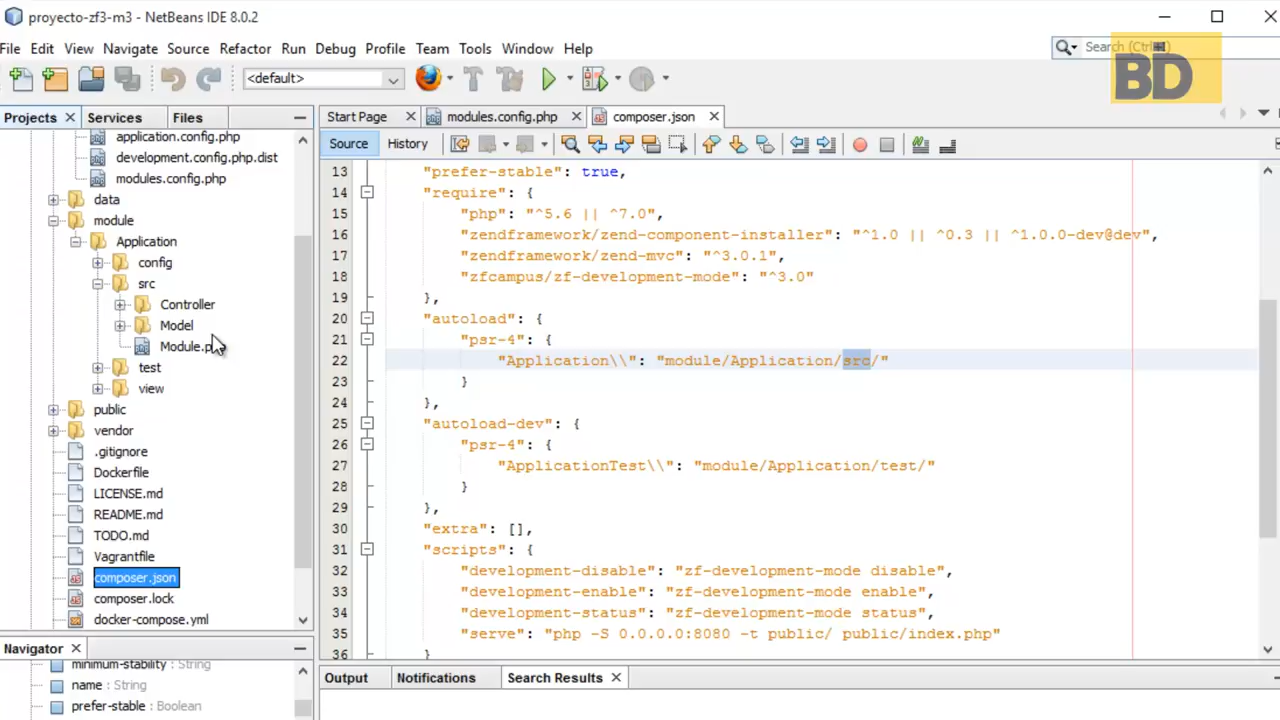 proyecto-zf3-m3 - NetBeans IDE 8.0.2
File Edit View Navigate Source Refactor Run Debug Profile Team Tools Window Help
Search (Ctrl+I)
BD
<default>
Projects Services Files
Start Page modules.config.php composer.json
Source History
application.config.php
development.config.php.dist
modules.config.php
data
module
Application
config
src
Controller
Model
test
view
public
vendor
.gitignore
Dockerfile
LICENSE.md
README.md
TODO.md
Vagrantfile
composer.json
composer.lock
docker-compose.yml
Navigator
minimum-stability : String
name : String
prefer-stable : Boolean
13 "prefer-stable": true,
14 "require": {
15 "php": "^5.6 || ^7.0",
16 "zendframework/zend-component-installer": "^1.0 || ^0.3 || ^1.0.0-dev@dev",
17 "zendframework/zend-mvc": "^3.0.1",
18 "zfcampus/zf-development-mode": "^3.0"
19 },
20 "autoload": {
21 "psr-4": {
22 "Application\\": "module/Application/src/"
23 }
24 },
25 "autoload-dev": {
26 "psr-4": {
27 "ApplicationTest\\": "module/Application/test/"
28 }
29 },
30 "extra": [],
31 "scripts": {
32 "development-disable": "zf-development-mode disable",
33 "development-enable": "zf-development-mode enable",
34 "development-status": "zf-development-mode status",
35 "serve": "php -S 0.0.0.0:8080 -t public/ public/index.php"
36 }
Output Notifications Search Results